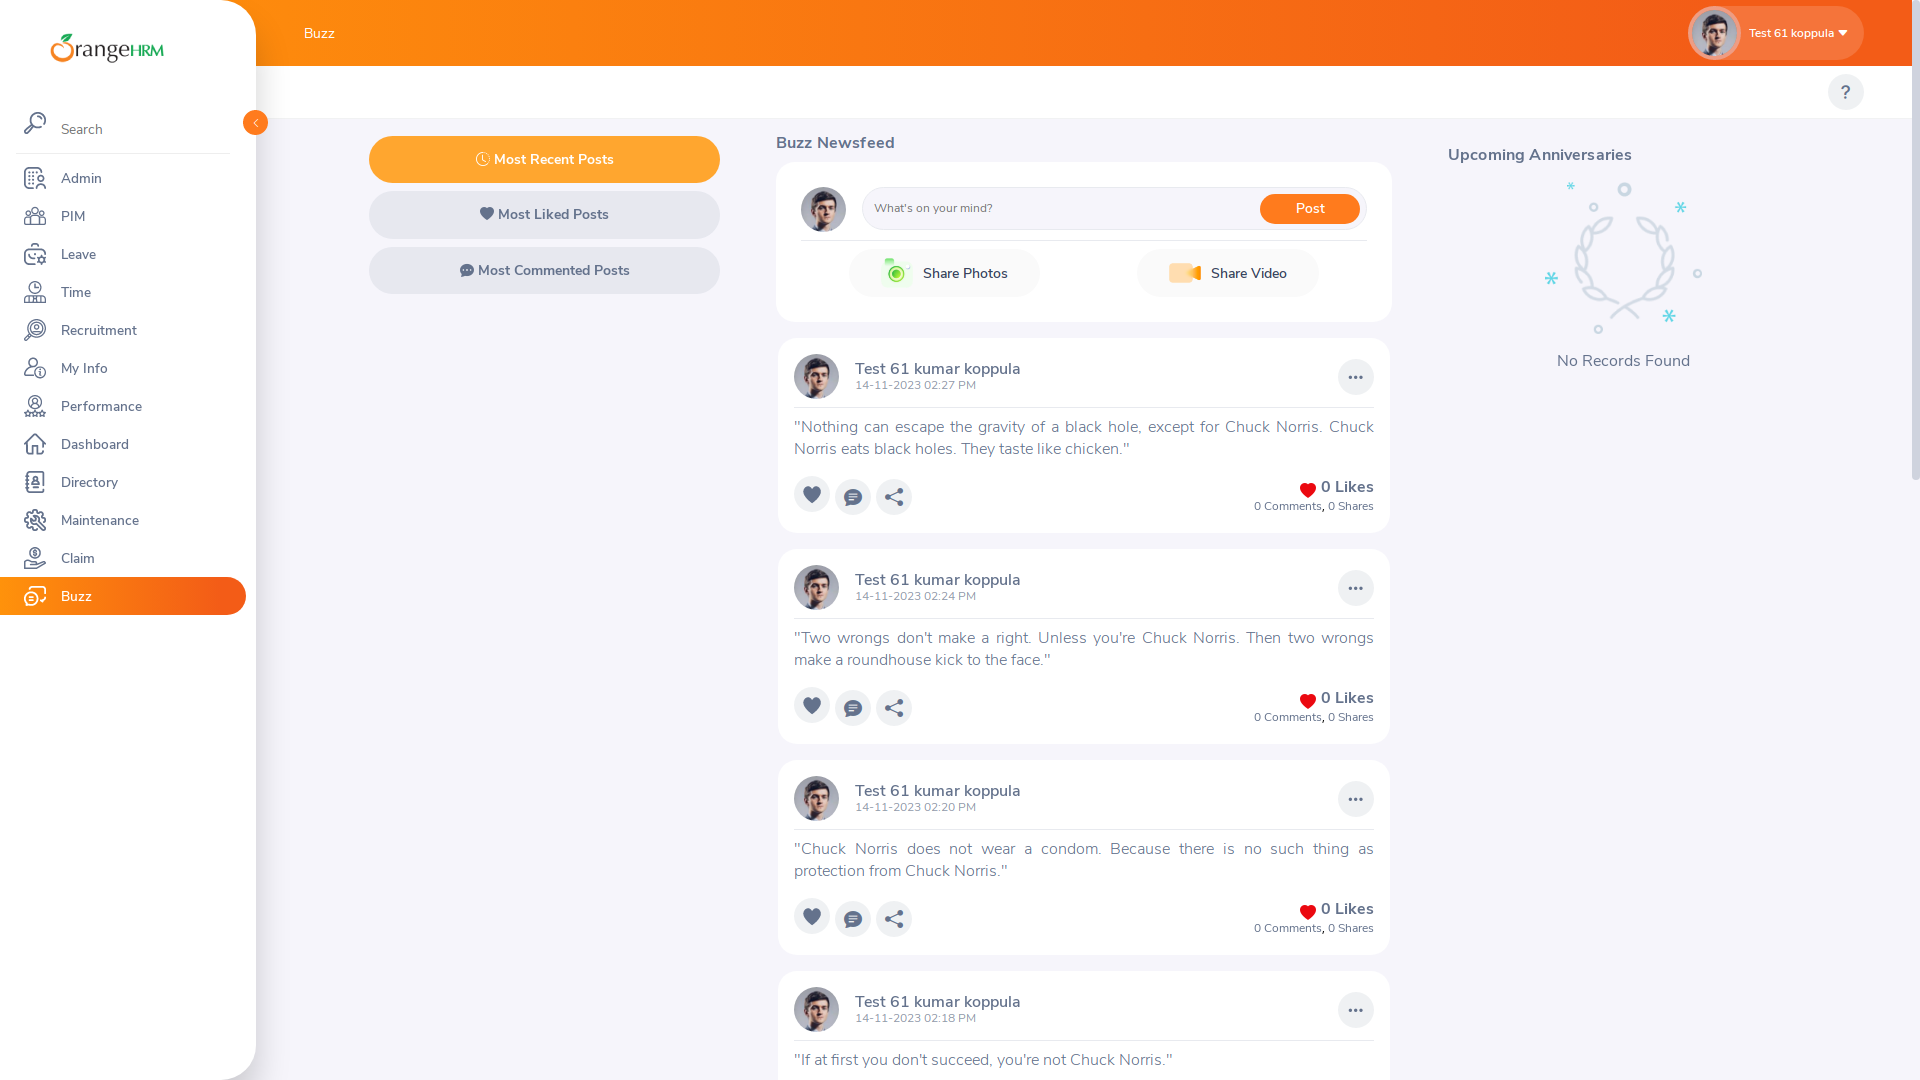 OrangeHRM
Search
Admin
PIM
Leave
Time
Recruitment
My Info
Performance
Dashboard
Directory
Maintenance
Claim
Buzz
Buzz
Test 61 koppula
?
Most Recent Posts
Most Liked Posts
Most Commented Posts
Buzz Newsfeed
What's on your mind?
Post
Share Photos
Share Video
Test 61 kumar koppula
14-11-2023 02:27 PM
"Nothing can escape the gravity of a black hole, except for Chuck Norris. Chuck
Norris eats black holes. They taste like chicken."
0 Likes
0 Comments, 0 Shares
Test 61 kumar koppula
14-11-2023 02:24 PM
"Two wrongs don't make a right. Unless you're Chuck Norris. Then two wrongs
make a roundhouse kick to the face."
0 Likes
0 Comments, 0 Shares
Test 61 kumar koppula
14-11-2023 02:20 PM
"Chuck Norris does not wear a condom. Because there is no such thing as
protection from Chuck Norris."
0 Likes
0 Comments, 0 Shares
Test 61 kumar koppula
14-11-2023 02:18 PM
"If at first you don't succeed, you're not Chuck Norris."
Upcoming Anniversaries
No Records Found